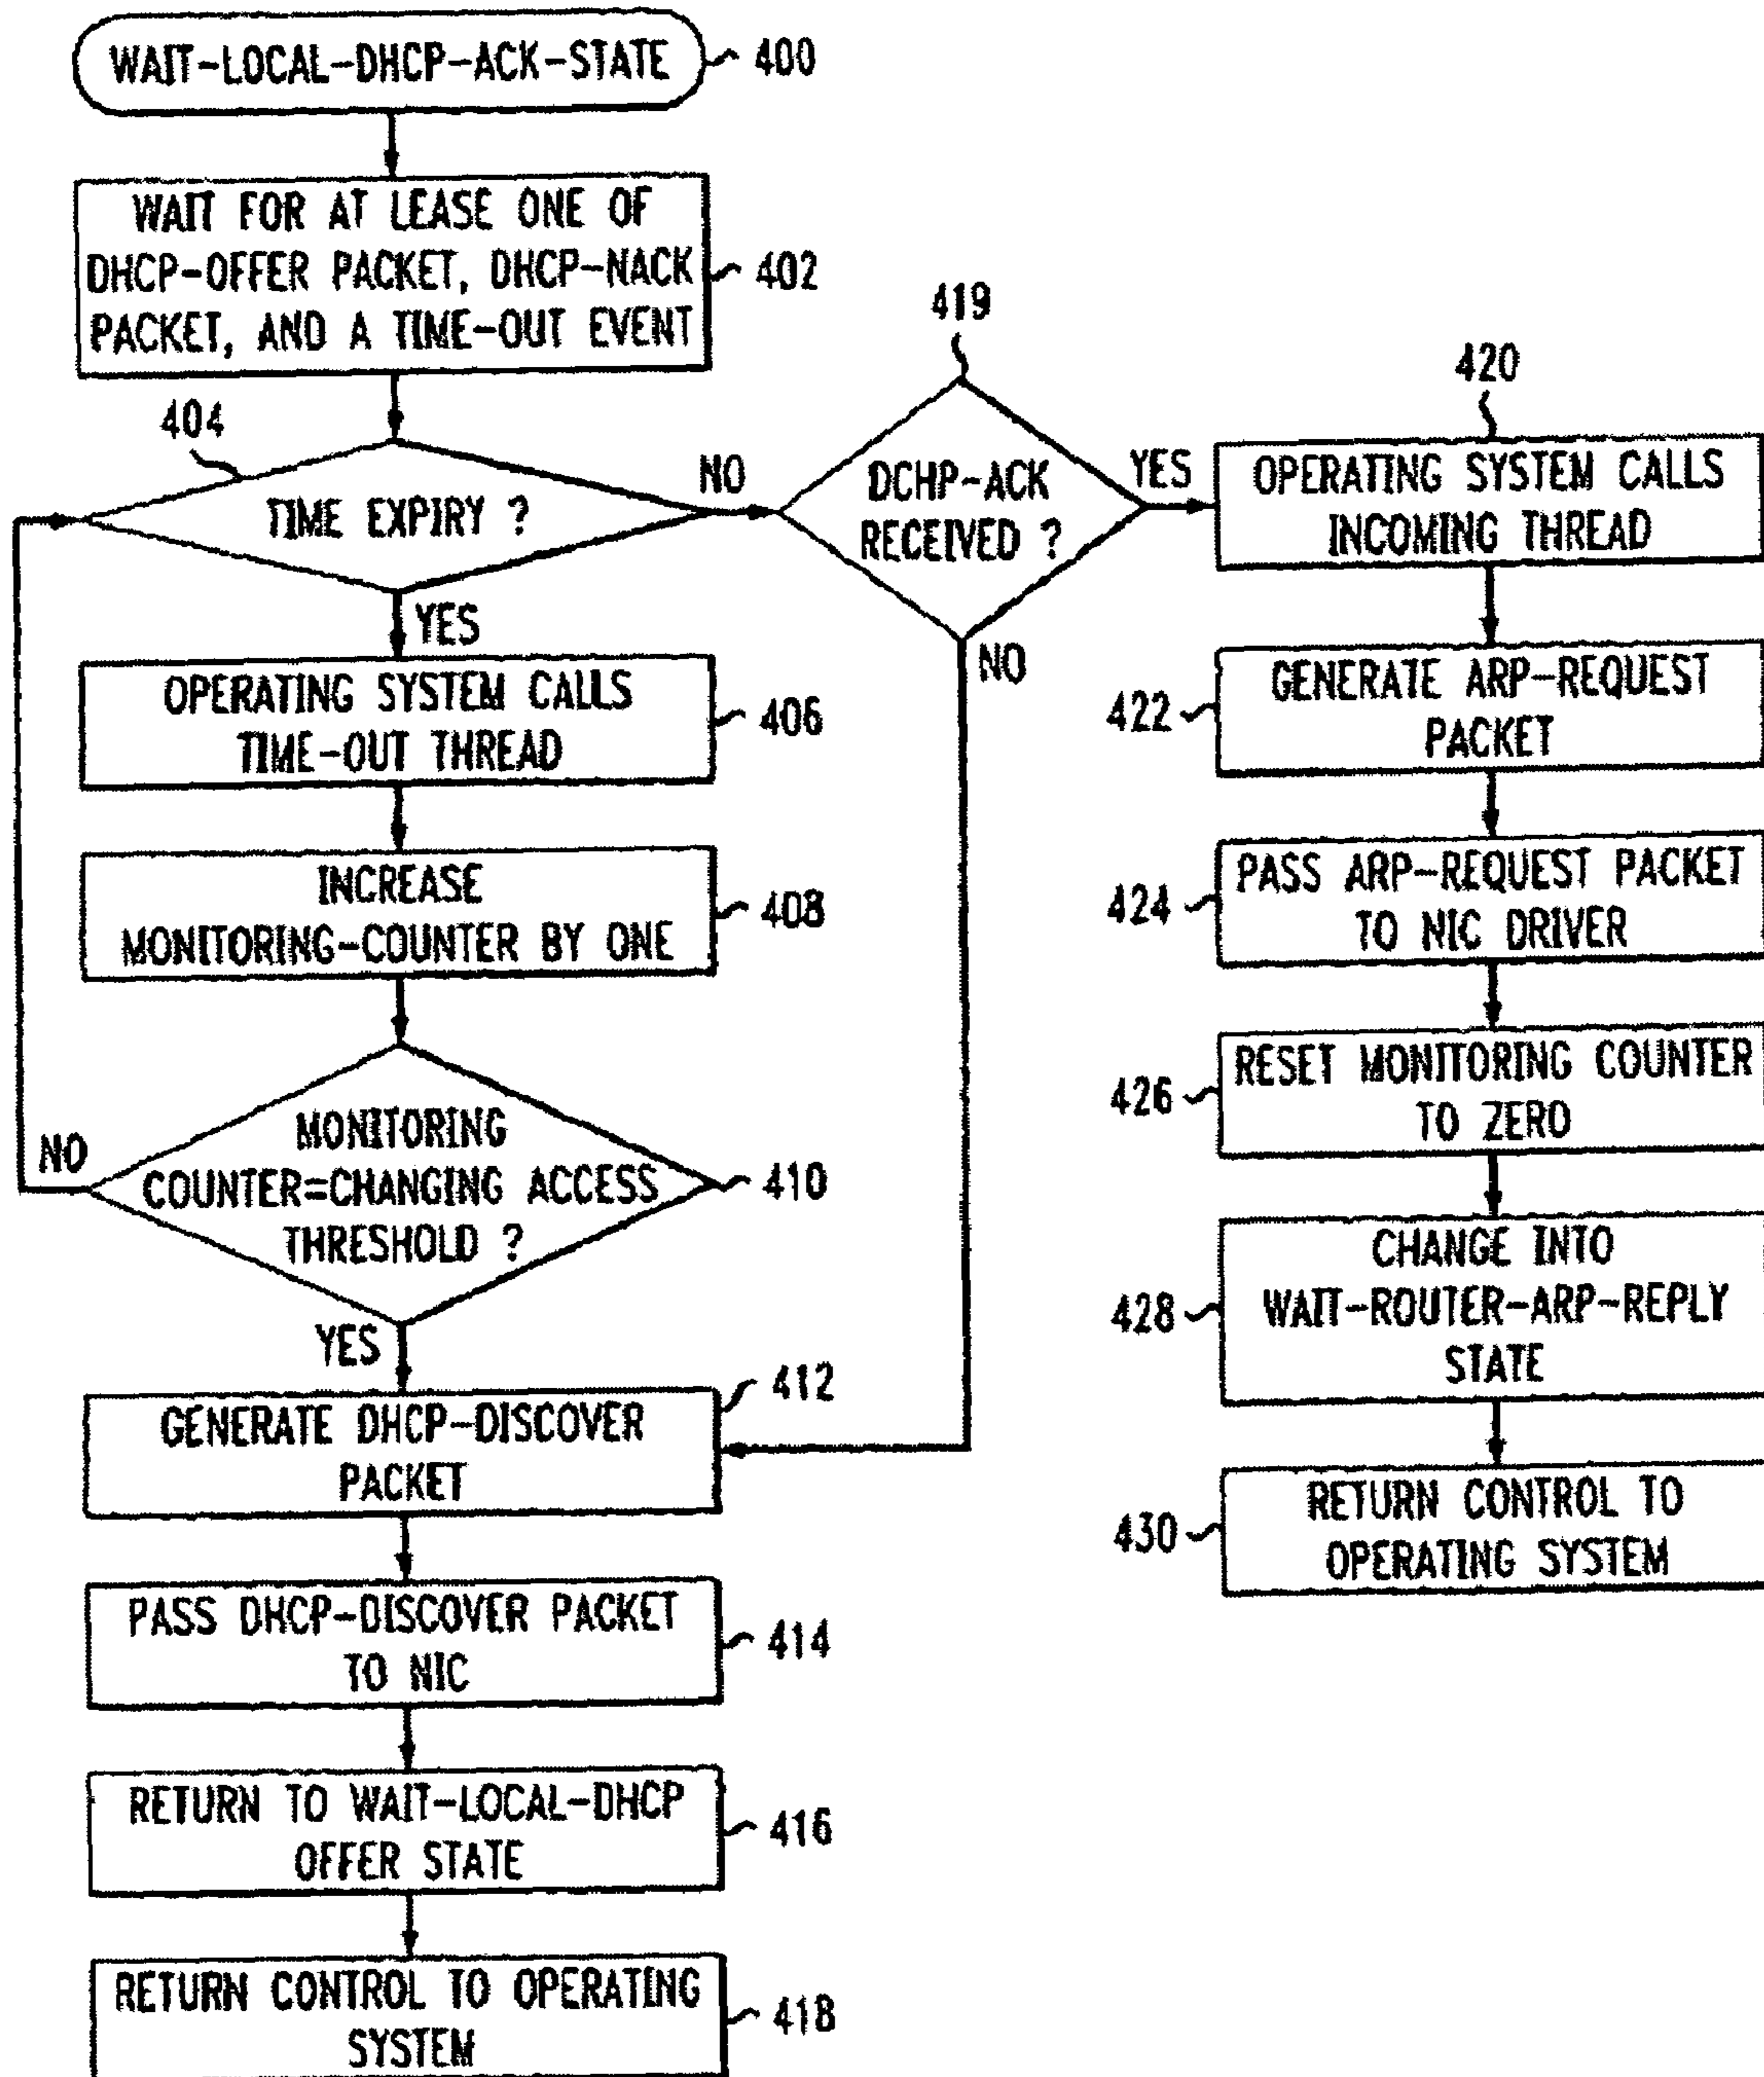 WAIT-LOCAL-DHCP-ACK-STATE
400
WAIT FOR AT LEASE ONE OF
DHCP-OFFER PACKET, DHCP-NACK
PACKET, AND A TIME-OUT EVENT
402
404
TIME EXPIRY ?
NO
YES
419
DCHP-ACK
RECEIVED ?
YES
NO
OPERATING SYSTEM CALLS
TIME-OUT THREAD
406
INCREASE
MONITORING-COUNTER BY ONE
408
MONITORING
COUNTER=CHANGING ACCESS
THRESHOLD ?
410
NO
YES
GENERATE DHCP-DISCOVER
PACKET
412
PASS DHCP-DISCOVER PACKET
TO NIC
414
RETURN TO WAIT-LOCAL-DHCP
OFFER STATE
416
RETURN CONTROL TO OPERATING
SYSTEM
418
420
OPERATING SYSTEM CALLS
INCOMING THREAD
GENERATE ARP-REQUEST
PACKET
422
PASS ARP-REQUEST PACKET
TO NIC DRIVER
424
RESET MONITORING COUNTER
TO ZERO
426
CHANGE INTO
WAIT-ROUTER-ARP-REPLY
STATE
428
RETURN CONTROL TO
OPERATING SYSTEM
430